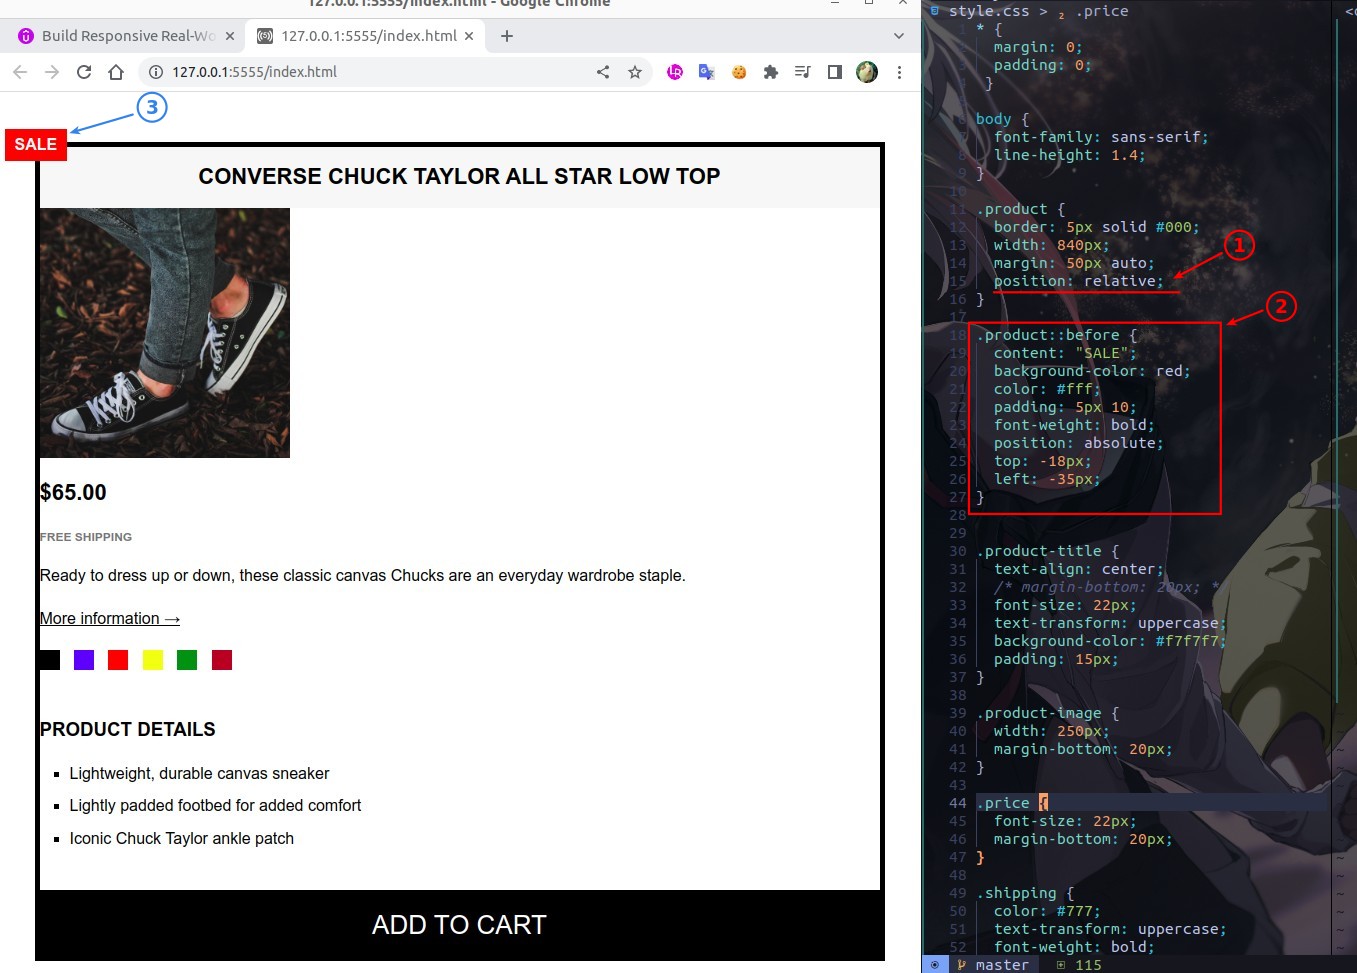 127.0.0.1:5555/index.html - Google Chrome
Build Responsive Real-Wo
127.0.0.1:5555/index.html
127.0.0.1:5555/index.html
3
SALE
CONVERSE CHUCK TAYLOR ALL STAR LOW TOP
$65.00
FREE SHIPPING
Ready to dress up or down, these classic canvas Chucks are an everyday wardrobe staple.
More information →
PRODUCT DETAILS
Lightweight, durable canvas sneaker
Lightly padded footbed for added comfort
Iconic Chuck Taylor ankle patch
ADD TO CART
style.css > .price
* {
margin: 0;
padding: 0;
}
6 body {
7 font-family: sans-serif;
8 line-height: 1.4;
9 }
10
11 .product {
12 border: 5px solid #000;
13 width: 840px;
14 margin: 50px auto;
15 position: relative;
16 }
17
18 .product::before {
19 content: "SALE";
20 background-color: red;
21 color: #fff;
22 padding: 5px 10;
23 font-weight: bold;
24 position: absolute;
25 top: -18px;
26 left: -35px;
27 }
28
29
30 .product-title {
31 text-align: center;
32 /* margin-bottom: 20px; *
33 font-size: 22px;
34 text-transform: uppercase;
35 background-color: #f7f7f7;
36 padding: 15px;
37 }
38
39 .product-image {
40 width: 250px;
41 margin-bottom: 20px;
42 }
43
44 .price {
45 font-size: 22px;
46 margin-bottom: 20px;
47 }
48
49 .shipping {
50 color: #777;
51 text-transform: uppercase;
52 font-weight: bold;
1
2
master 115